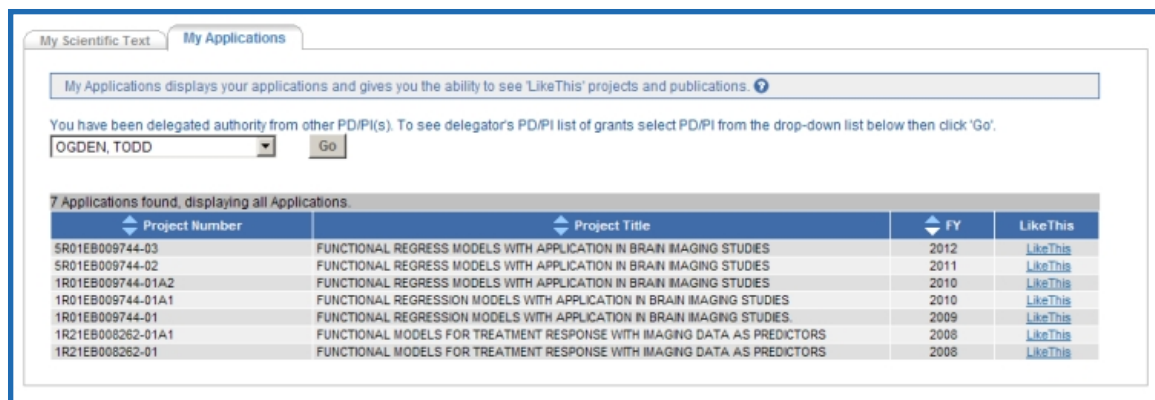 My Scientific Text My Applications
My Applications displays your applications and gives you the ability to see 'LikeThis' projects and publications. ?
You have been delegated authority from other PD/PI(s). To see delegator's PD/PI list of grants select PD/PI from the drop-down list below then click 'Go'.
OGDEN, TODD Go
7 Applications found, displaying all Applications.
Project Number Project Title FY LikeThis
5R01EB009744-03 FUNCTIONAL REGRESS MODELS WITH APPLICATION IN BRAIN IMAGING STUDIES 2012 LikeThis
5R01EB009744-02 FUNCTIONAL REGRESS MODELS WITH APPLICATION IN BRAIN IMAGING STUDIES 2011 LikeThis
1R01EB009744-01A2 FUNCTIONAL REGRESS MODELS WITH APPLICATION IN BRAIN IMAGING STUDIES 2010 LikeThis
1R01EB009744-01A1 FUNCTIONAL REGRESSION MODELS WITH APPLICATION IN BRAIN IMAGING STUDIES 2010 LikeThis
1R01EB009744-01 FUNCTIONAL REGRESSION MODELS WITH APPLICATION IN BRAIN IMAGING STUDIES. 2009 LikeThis
1R21EB008262-01A1 FUNCTIONAL MODELS FOR TREATMENT RESPONSE WITH IMAGING DATA AS PREDICTORS 2008 LikeThis
1R21EB008262-01 FUNCTIONAL MODELS FOR TREATMENT RESPONSE WITH IMAGING DATA AS PREDICTORS 2008 LikeThis